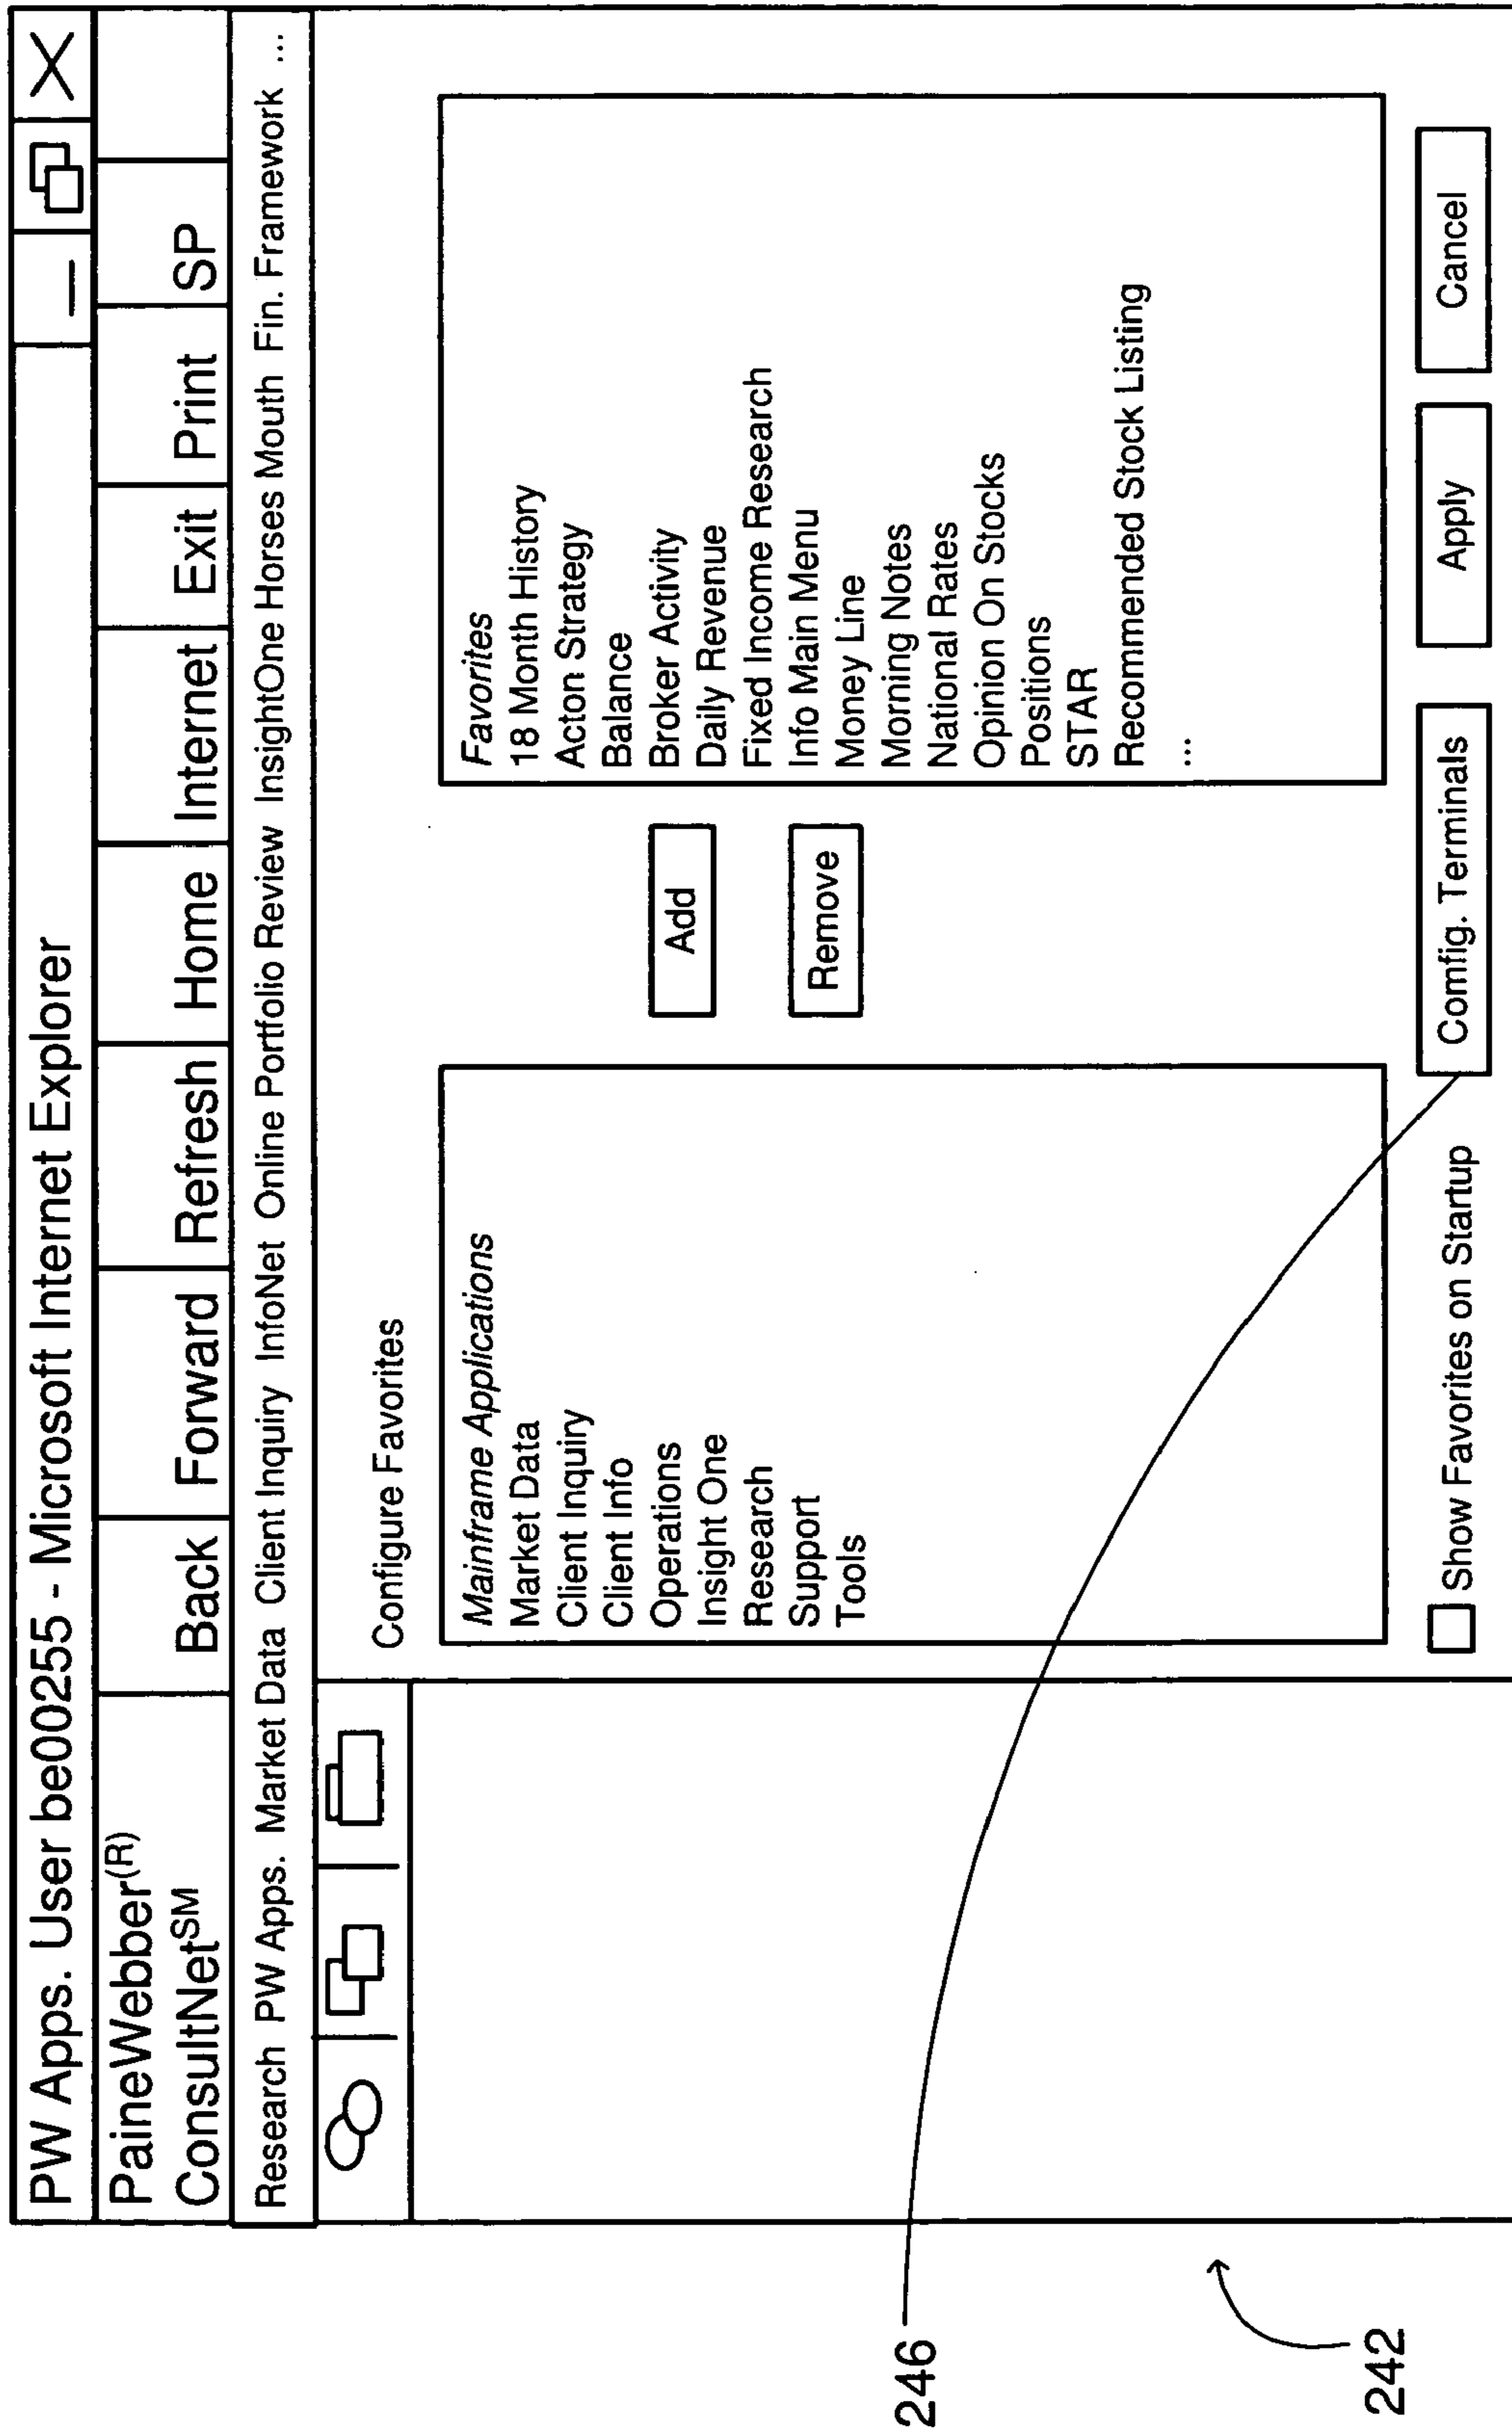 PW Apps. User be00255 - Microsoft Internet Explorer
PaineWebber(R)
ConsultNetSM
Back Forward Refresh Home Internet Exit Print SP
Research PW Apps. Market Data Client Inquiry InfoNet Online Portfolio Review InsightOne Horses Mouth Fin. Framework ...
Configure Favorites
Mainframe Applications
Market Data
Client Inquiry
Client Info
Operations
Insight One
Research
Support
Tools
Add
Remove
Favorites
18 Month History
Acton Strategy
Balance
Broker Activity
Daily Revenue
Fixed Income Research
Info Main Menu
Money Line
Morning Notes
National Rates
Opinion On Stocks
Positions
STAR
Recommended Stock Listing
...
Show Favorites on Startup
Comfig. Terminals
Apply
Cancel
246
242